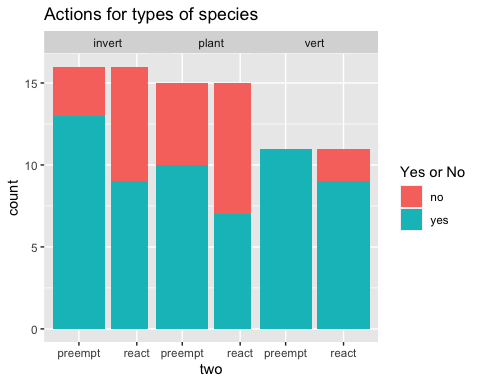 Actions for types of species
invert plant vert
15
10
5
0
count
preempt react preempt react preempt react
two
Yes or No
no
yes